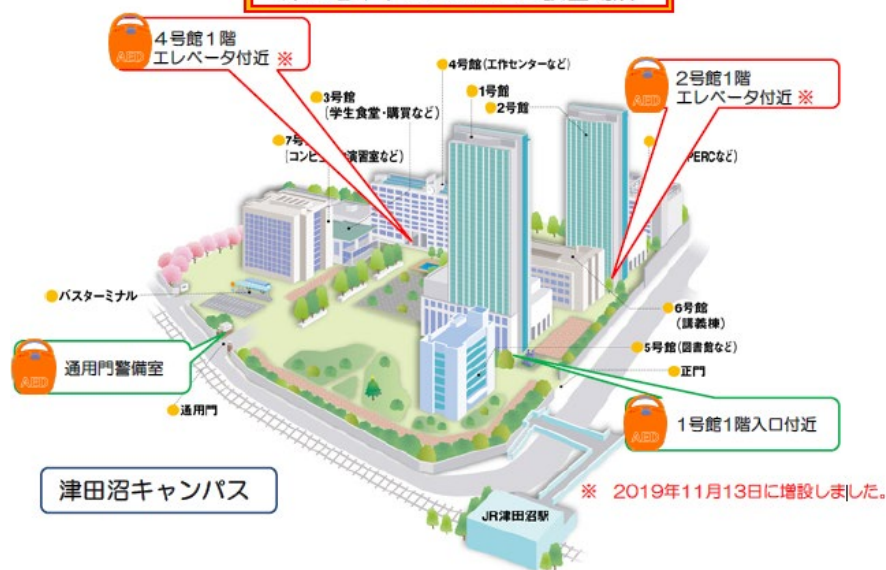 4号館1階
エレベータ付近 ※
AED
4号館(工作センターなど)
1号館
2号館
2号館1階
エレベータ付近 ※
AED
3号館
(学生食堂・購買など)
PERCなど)
バスターミナル
6号館
(講義棟)
5号館(図書館など)
正門
通用門警備室
AED
通用門
1号館1階入口付近
AED
津田沼キャンパス
※ 2019年11月13日に増設しました。
JR津田沼駅